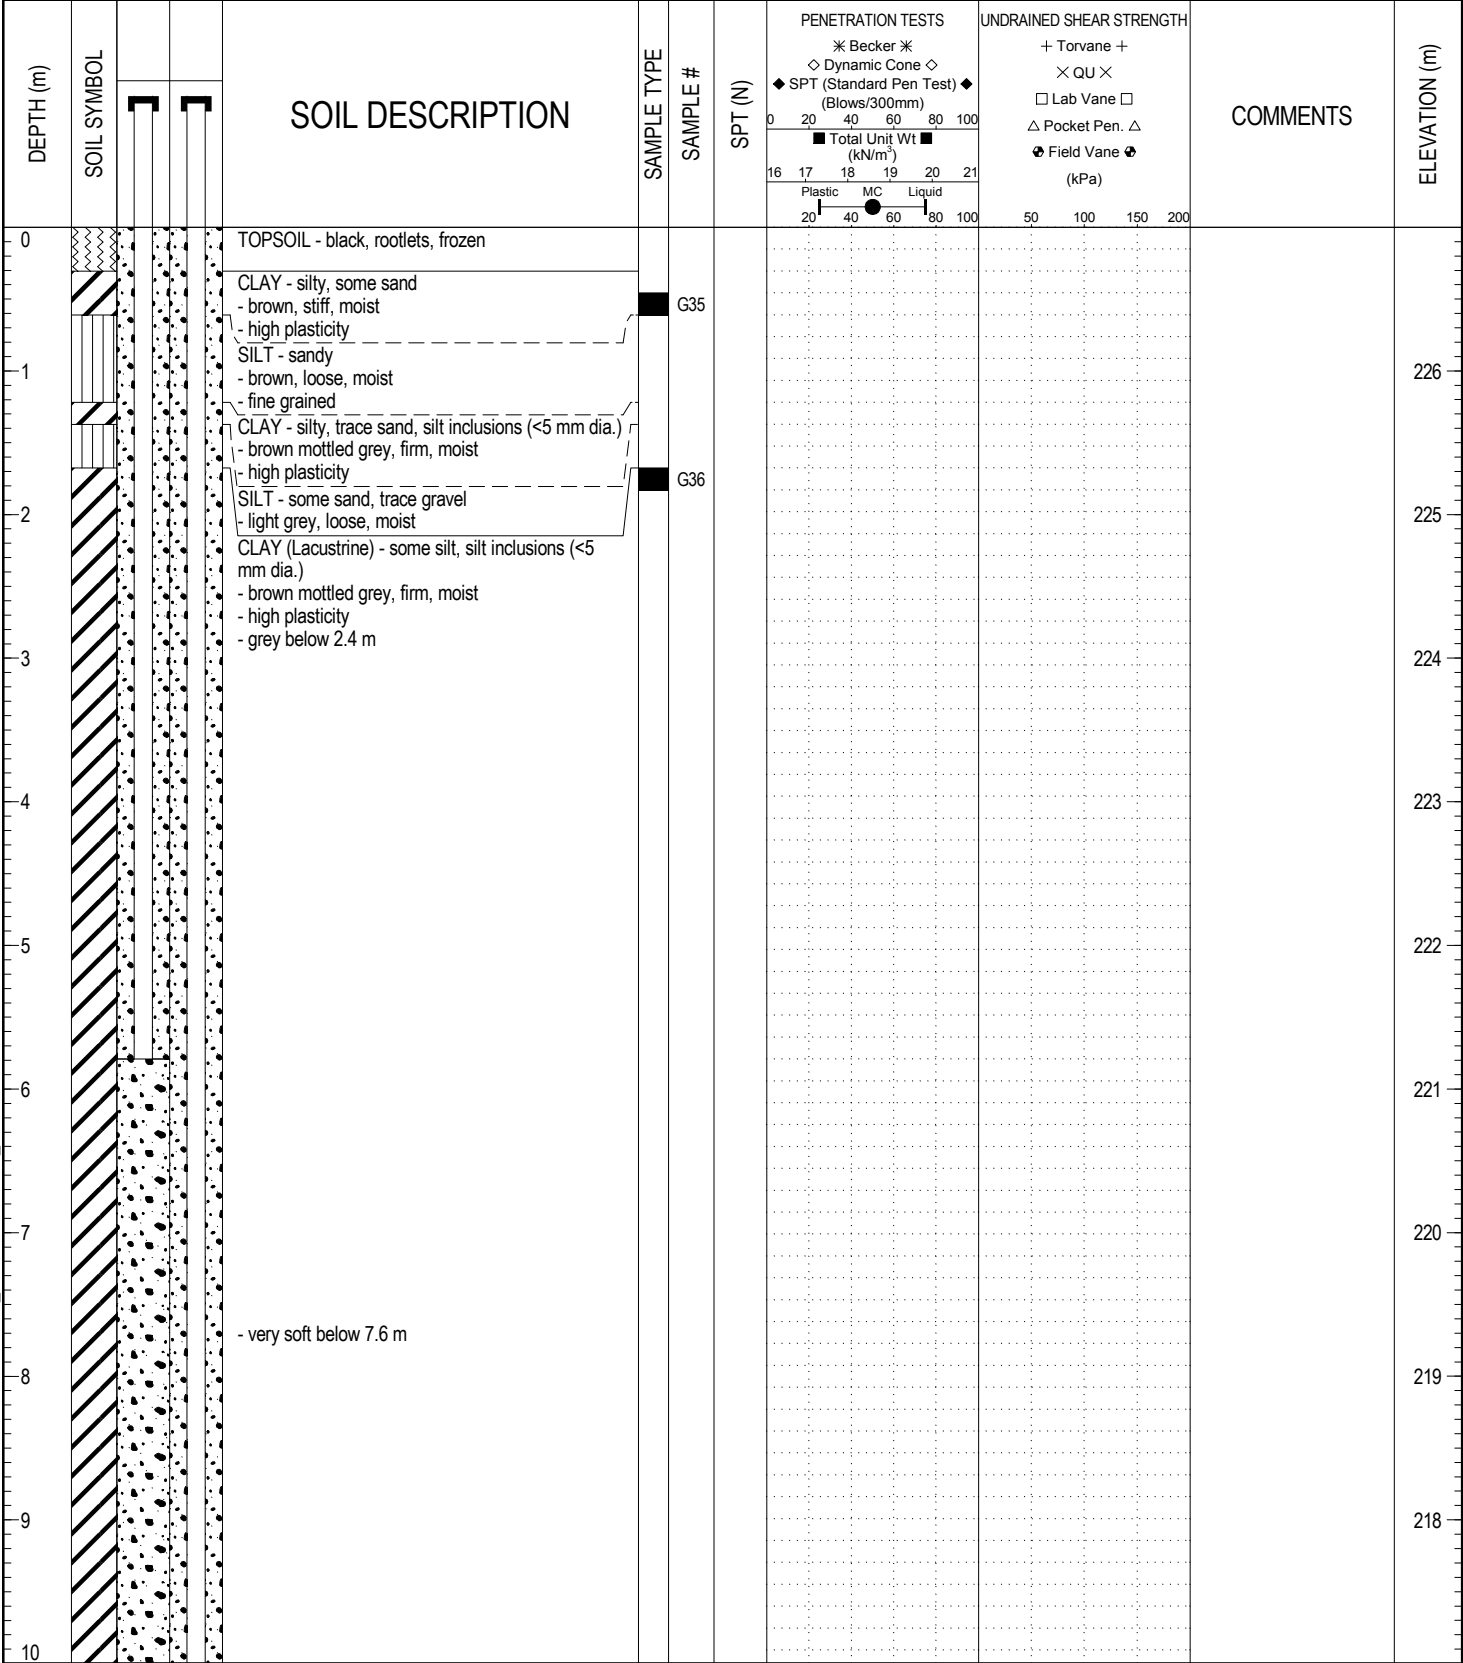 DEPTH (m)
SOIL SYMBOL
SOIL DESCRIPTION
SAMPLE TYPE
SAMPLE #
SPT (N)
PENETRATION TESTS
✳ Becker ✳
◇ Dynamic Cone ◇
◆ SPT (Standard Pen Test) ◆
(Blows/300mm)
0 20 40 60 80 100
■ Total Unit Wt ■
(kN/m³)
16 17 18 19 20 21
Plastic MC Liquid
20 40 60 80 100
UNDRAINED SHEAR STRENGTH
+ Torvane +
× QU ×
□ Lab Vane □
△ Pocket Pen. △
Field Vane
(kPa)
50 100 150 200
COMMENTS
ELEVATION (m)
0
TOPSOIL - black, rootlets, frozen
CLAY - silty, some sand
- brown, stiff, moist
- high plasticity
G35
SILT - sandy
- brown, loose, moist
- fine grained
1
226
CLAY - silty, trace sand, silt inclusions (<5 mm dia.)
- brown mottled grey, firm, moist
- high plasticity
G36
SILT - some sand, trace gravel
- light grey, loose, moist
2
225
CLAY (Lacustrine) - some silt, silt inclusions (<5
mm dia.)
- brown mottled grey, firm, moist
- high plasticity
- grey below 2.4 m
3
224
4
223
5
222
6
221
7
220
- very soft below 7.6 m
8
219
9
218
10